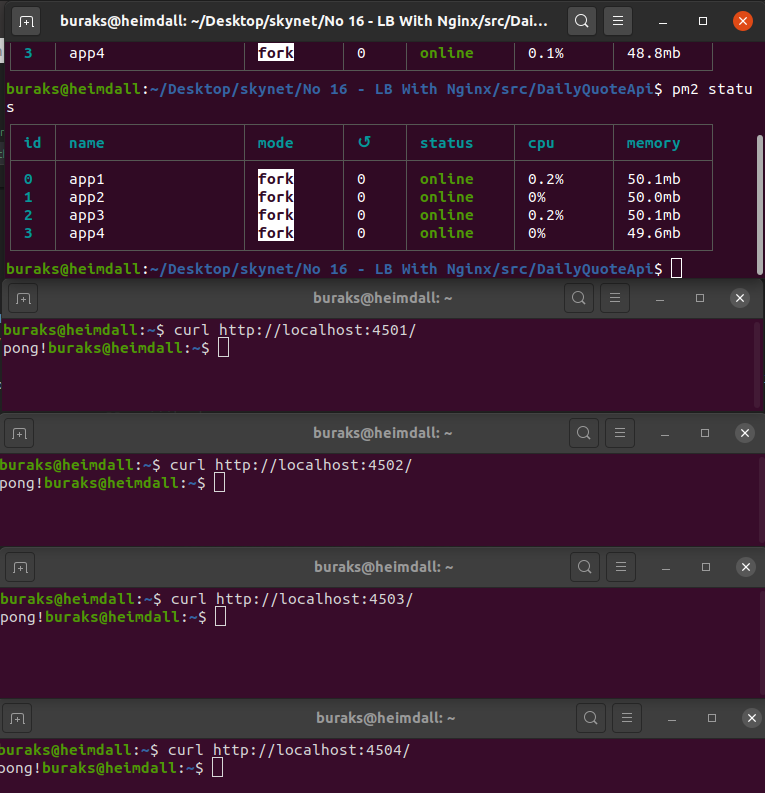 buraks@heimdall: ~/Desktop/skynet/No 16 - LB With Nginx/src/Dai...
3 app4 fork 0 online 0.1% 48.8mb
buraks@heimdall:~/Desktop/skynet/No 16 - LB With Nginx/src/DailyQuoteApi$ pm2 statu
s
id name mode ↺ status cpu memory
0 app1 fork 0 online 0.2% 50.1mb
1 app2 fork 0 online 0% 50.0mb
2 app3 fork 0 online 0.2% 50.1mb
3 app4 fork 0 online 0% 49.6mb
buraks@heimdall:~/Desktop/skynet/No 16 - LB With Nginx/src/DailyQuoteApi$
buraks@heimdall: ~
buraks@heimdall:~$ curl http://localhost:4501/
pong!buraks@heimdall:~$
buraks@heimdall: ~
buraks@heimdall:~$ curl http://localhost:4502/
pong!buraks@heimdall:~$
buraks@heimdall: ~
buraks@heimdall:~$ curl http://localhost:4503/
pong!buraks@heimdall:~$
buraks@heimdall: ~
buraks@heimdall:~$ curl http://localhost:4504/
pong!buraks@heimdall:~$